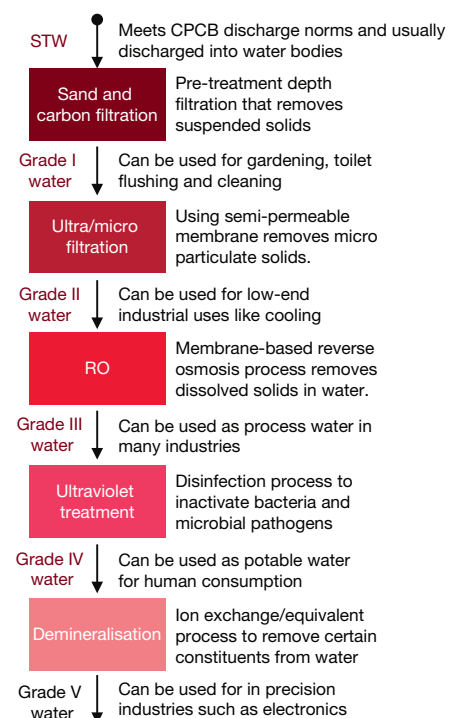 STW
Meets CPCB discharge norms and usually
discharged into water bodies
Sand and
carbon filtration
Pre-treatment depth
filtration that removes
suspended solids
Grade I
water
Can be used for gardening, toilet
flushing and cleaning
Ultra/micro
filtration
Using semi-permeable
membrane removes micro
particulate solids.
Grade II
water
Can be used for low-end
industrial uses like cooling
RO
Membrane-based reverse
osmosis process removes
dissolved solids in water.
Grade III
water
Can be used as process water in
many industries
Ultraviolet
treatment
Disinfection process to
inactivate bacteria and
microbial pathogens
Grade IV
water
Can be used as potable water
for human consumption
Demineralisation
Ion exchange/equivalent
process to remove certain
constituents from water
Grade V
water
Can be used for in precision
industries such as electronics